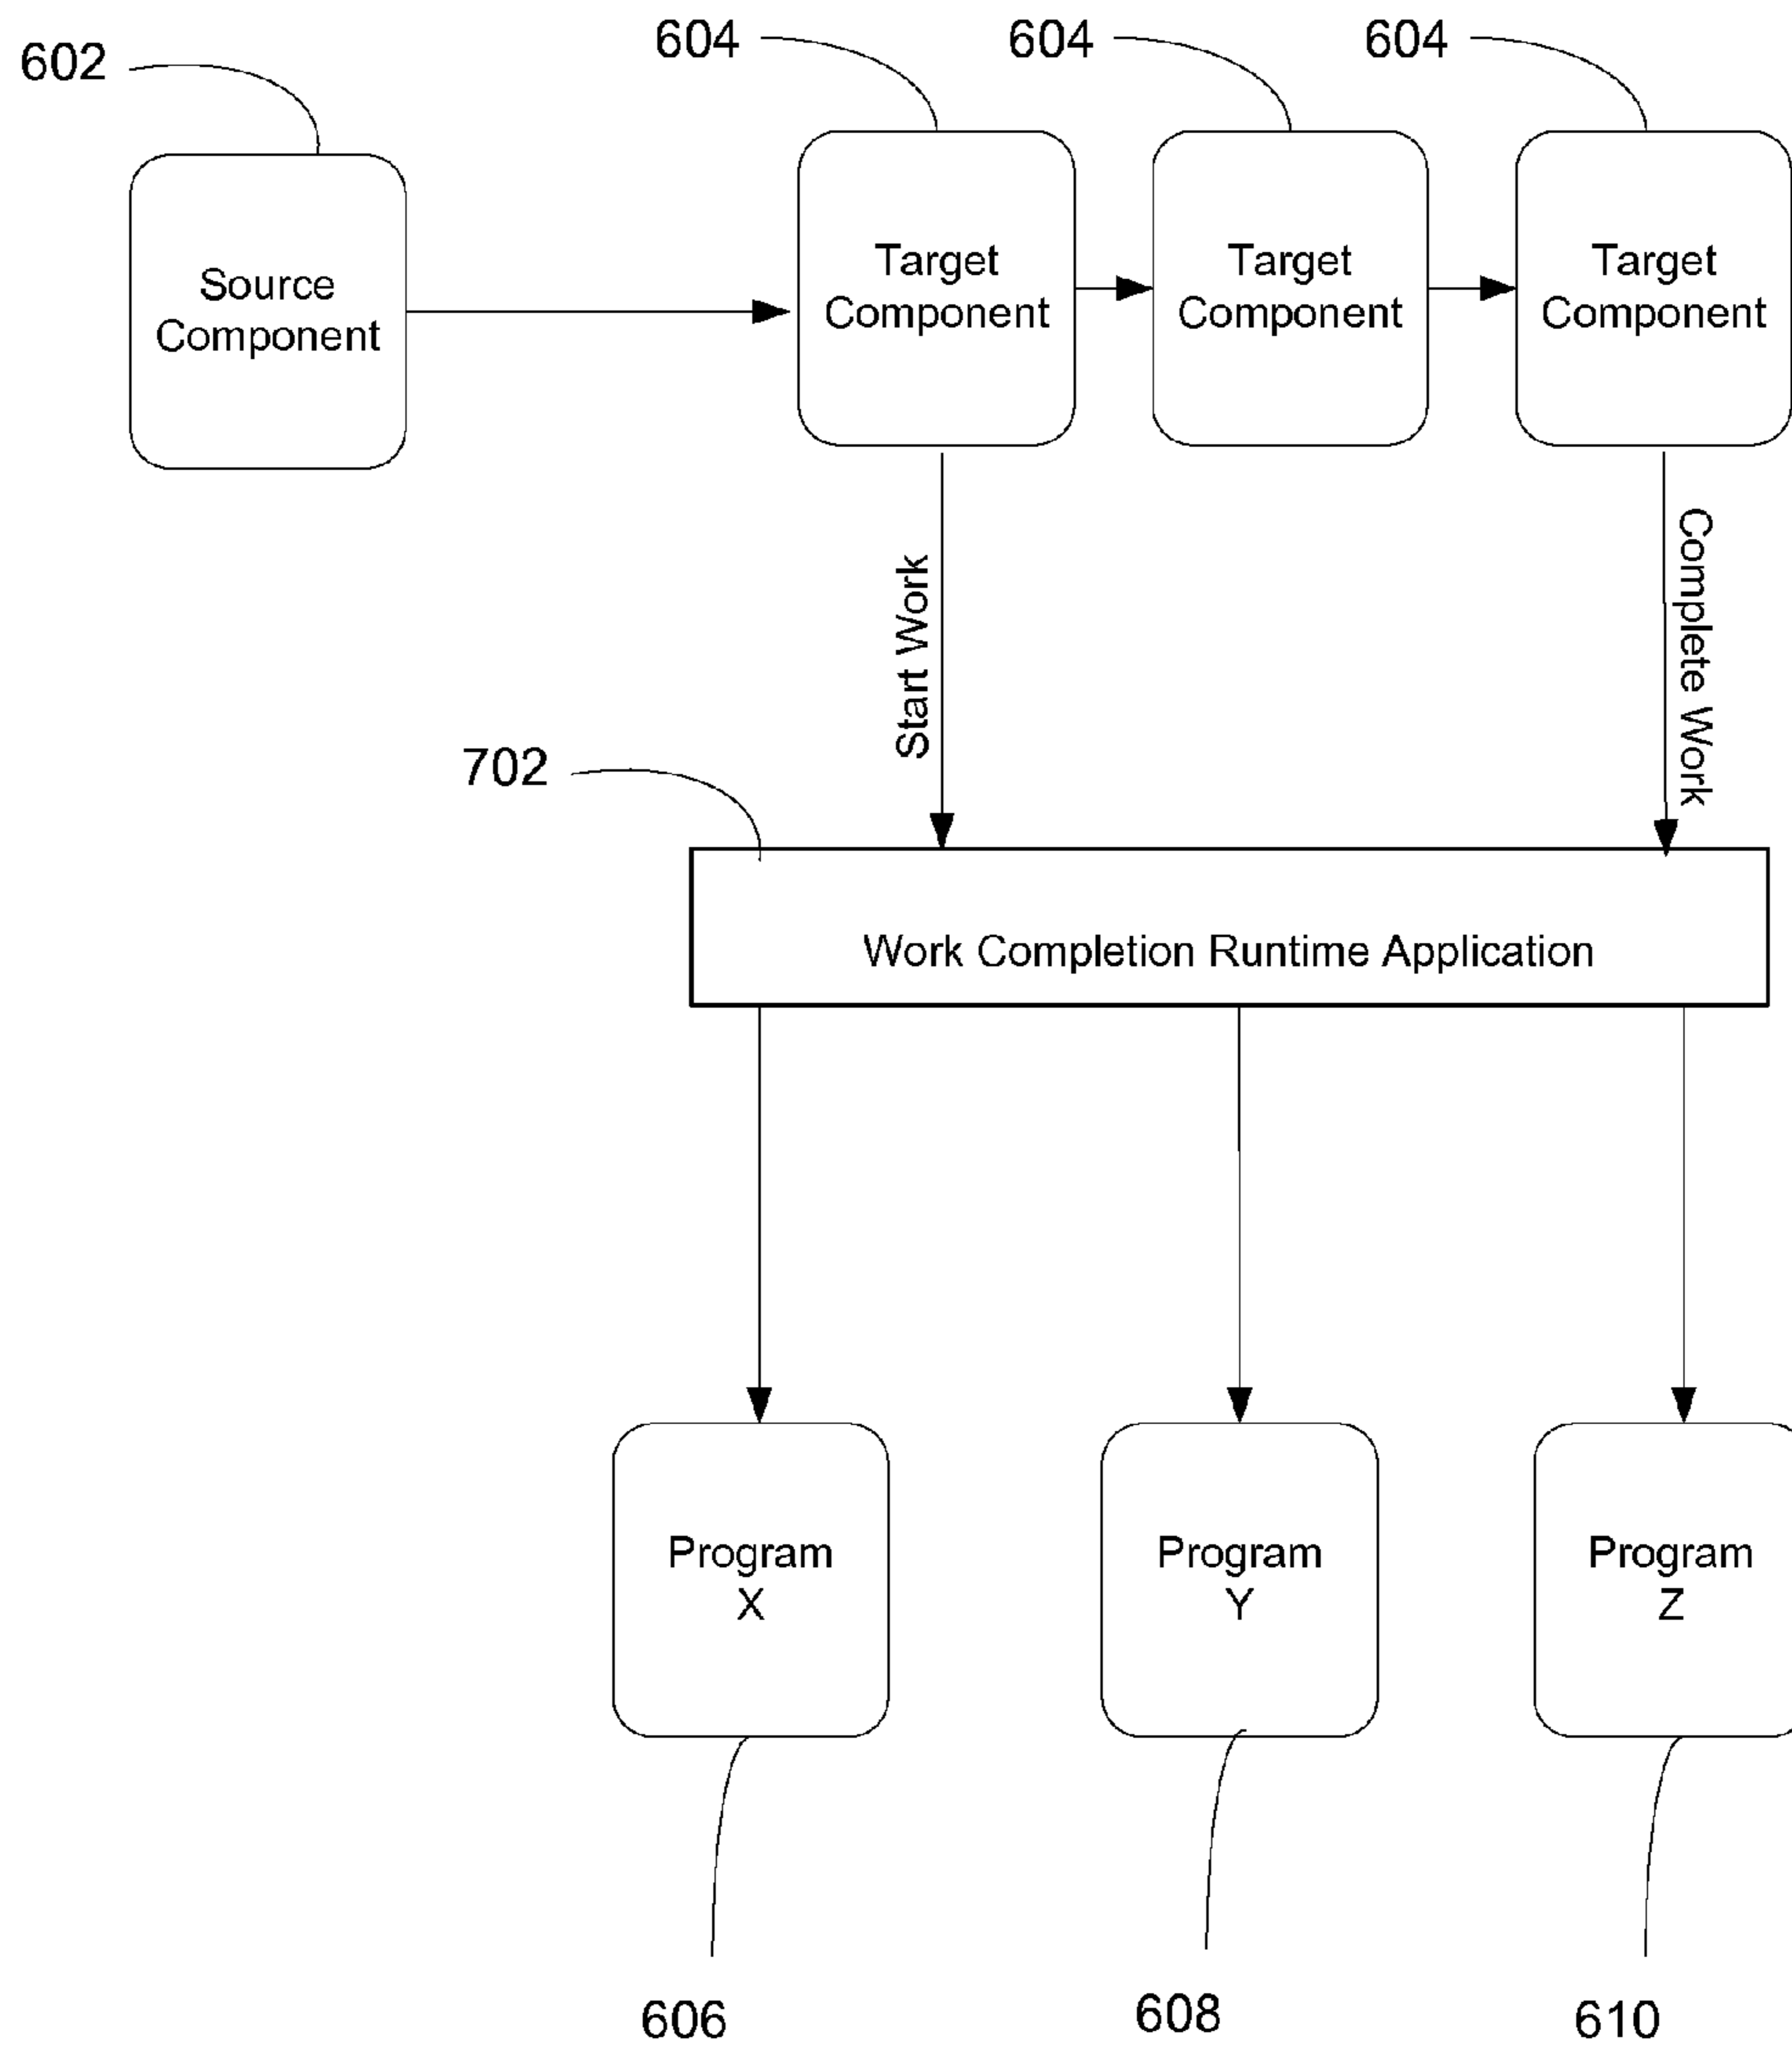 602
604
604
604
Source
Component
Target
Component
Target
Component
Target
Component
Start Work
Complete Work
702
Work Completion Runtime Application
Program
X
Program
Y
Program
Z
606
608
610